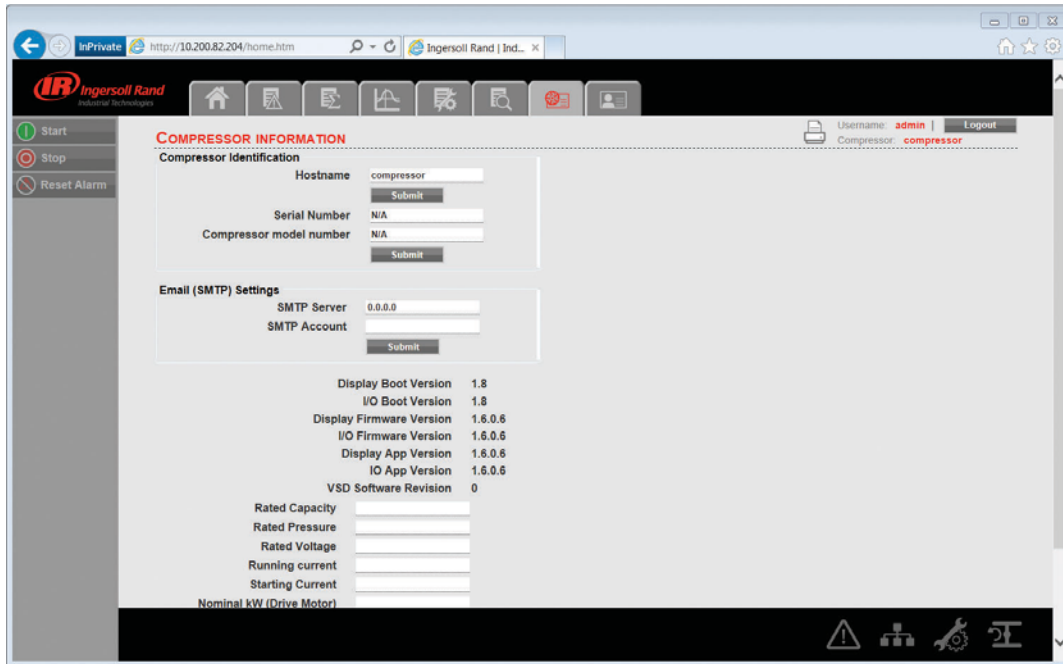 InPrivate http://10.200.82.204/home.htm Ingersoll Rand | Ind...
IR Ingersoll Rand
Industrial Technologies
Start
Stop
Reset Alarm
Username: admin | Logout
Compressor: compressor
COMPRESSOR INFORMATION
Compressor Identification
Hostname compressor
Submit
Serial Number N/A
Compressor model number N/A
Submit
Email (SMTP) Settings
SMTP Server 0.0.0.0
SMTP Account
Submit
Display Boot Version 1.8
I/O Boot Version 1.8
Display Firmware Version 1.6.0.6
I/O Firmware Version 1.6.0.6
Display App Version 1.6.0.6
IO App Version 1.6.0.6
VSD Software Revision 0
Rated Capacity
Rated Pressure
Rated Voltage
Running current
Starting Current
Nominal kW (Drive Motor)